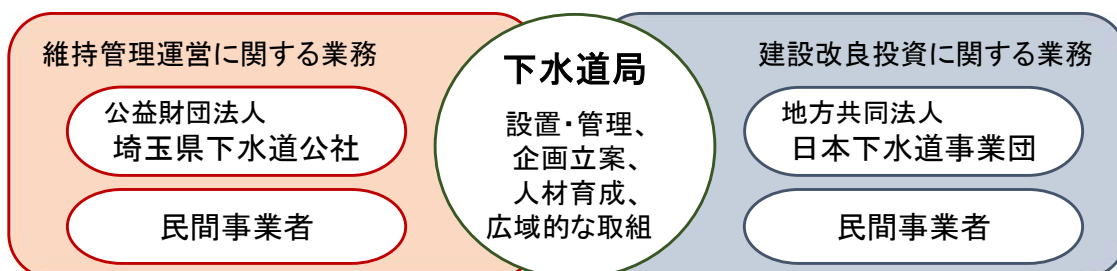 維持管理運営に関する業務
公益財団法人
埼玉県下水道公社
民間事業者
下水道局
設置・管理、
企画立案、
人材育成、
広域的な取組
建設改良投資に関する業務
地方共同法人
日本下水道事業団
民間事業者